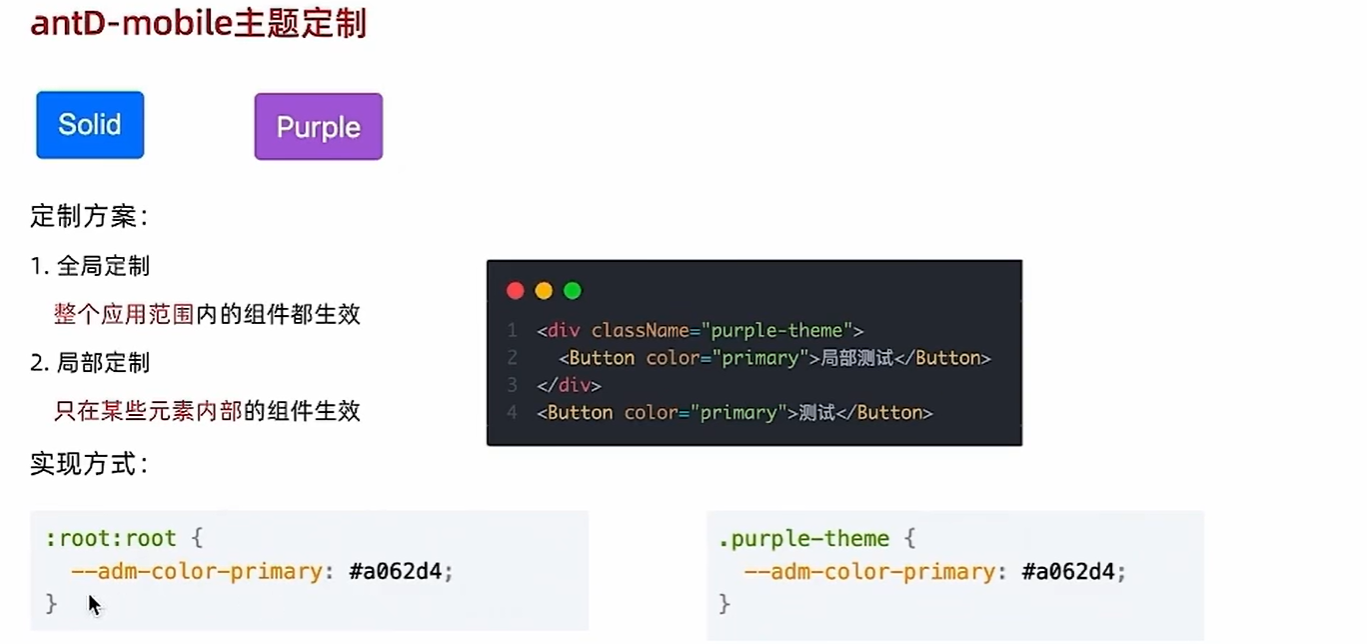 antD-mobile主题定制
Solid
Purple
定制方案：
1. 全局定制
整个应用范围内的组件都生效
2. 局部定制
只在某些元素内部的组件生效
1 <div className="purple-theme">
2 <Button color="primary">局部测试</Button>
3 </div>
4 <Button color="primary">测试</Button>
实现方式：
:root:root {
--adm-color-primary: #a062d4;
}
.purple-theme {
--adm-color-primary: #a062d4;
}